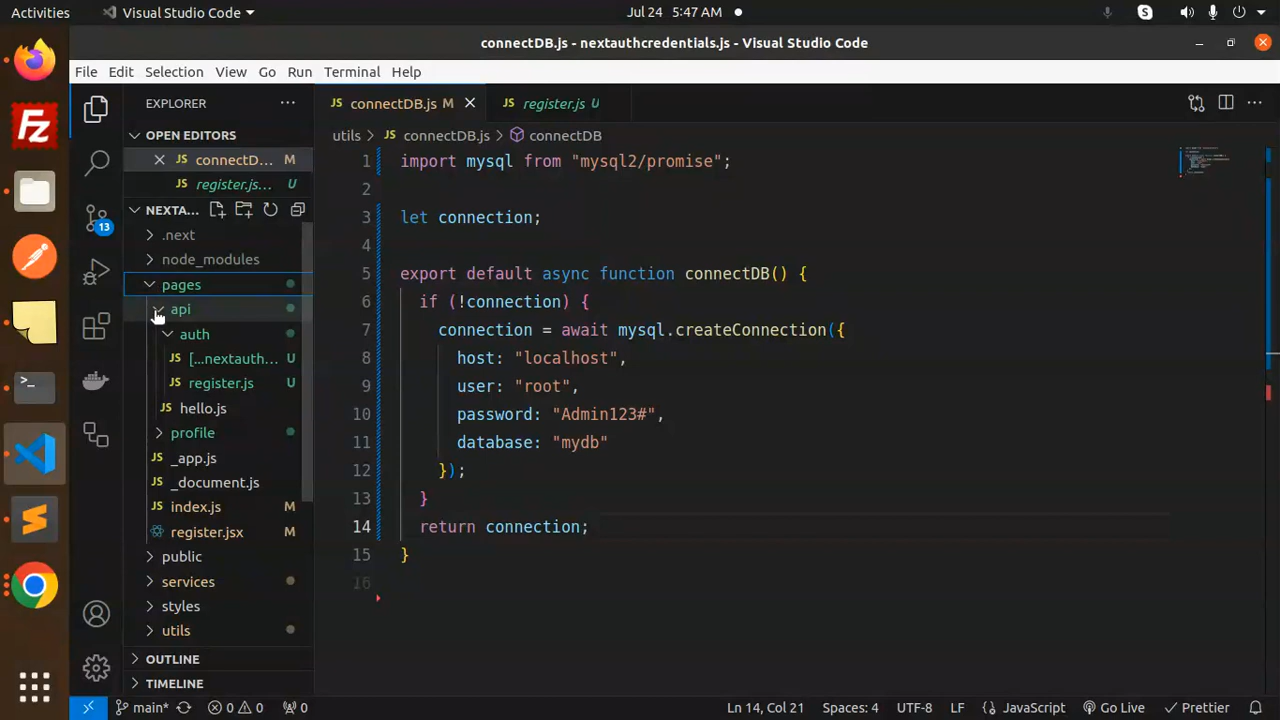 Activities
Visual Studio Code
Jul 24 5:47 AM
connectDB.js - nextauthcredentials.js - Visual Studio Code
File Edit Selection View Go Run Terminal Help
EXPLORER
OPEN EDITORS
connectD... M
register.js... U
NEXTA...
.next
node_modules
pages
api
auth
[...nextauth... U
register.js U
hello.js
profile
_app.js
_document.js
index.js M
register.jsx M
public
services
styles
utils
OUTLINE
TIMELINE
13
connectDB.js M
register.js U
utils > JS connectDB.js > connectDB
1 import mysql from "mysql2/promise";
2
3 let connection;
4
5 export default async function connectDB() {
6 if (!connection) {
7 connection = await mysql.createConnection({
8 host: "localhost",
9 user: "root",
10 password: "Admin123#",
11 database: "mydb"
12 });
13 }
14 return connection;
15 }
16
main* 0 0 0 Ln 14, Col 21 Spaces: 4 UTF-8 LF {} JavaScript Go Live Prettier